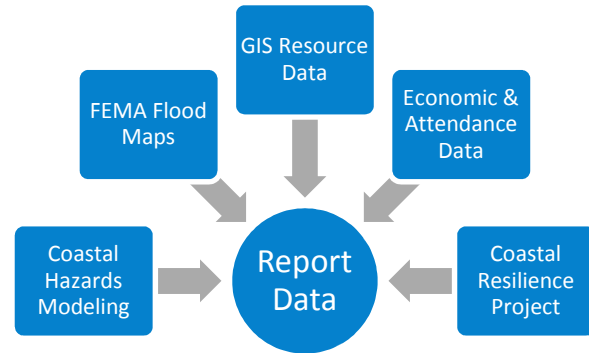 GIS Resource
Data
FEMA Flood
Maps
Economic &
Attendance
Data
Coastal
Hazards
Modeling
Report
Data
Coastal
Resilience
Project